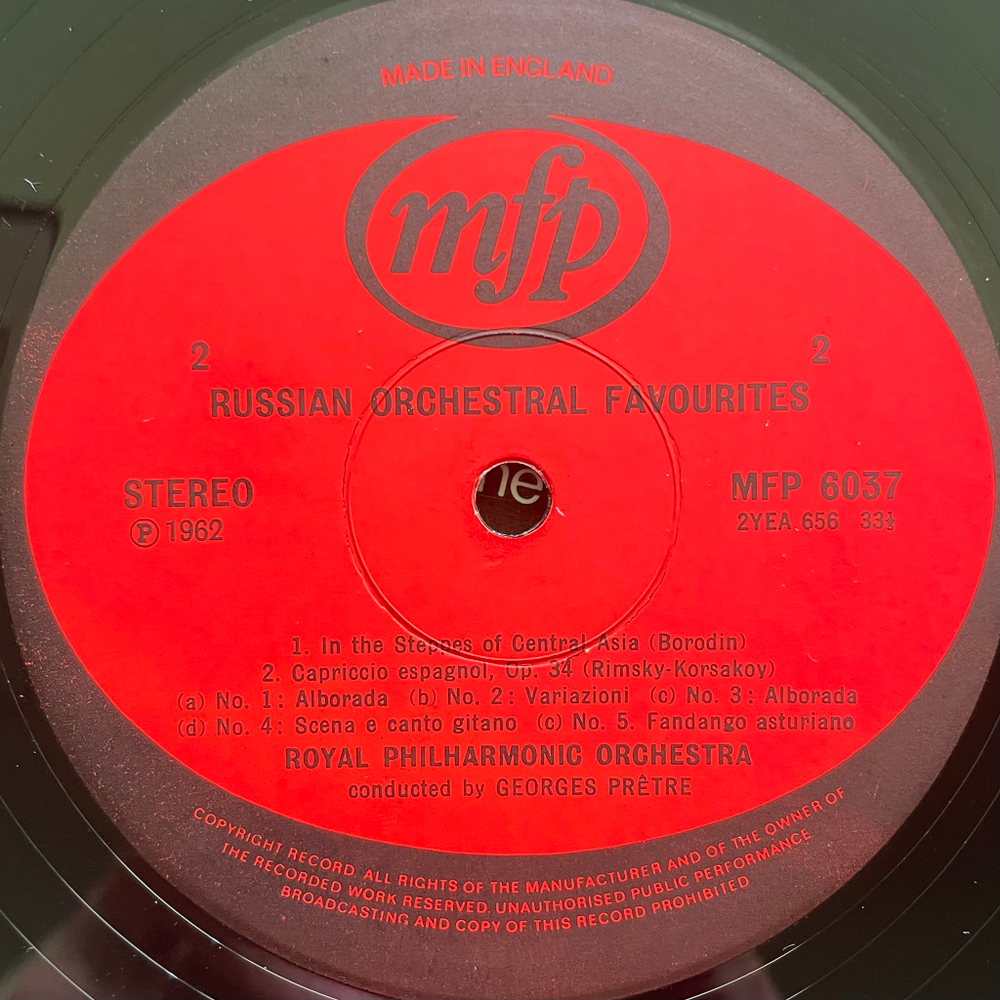 MADE IN ENGLAND
mfp
2 2
RUSSIAN ORCHESTRAL FAVOURITES
STEREO MFP 6037
Ⓟ 1962 2YEA.656 33⅓
ne
1. In the Steppes of Central Asia (Borodin)
2. Capriccio espagnol, Op. 34 (Rimsky-Korsakov)
(a) No. 1: Alborada (b) No. 2: Variazioni (c) No. 3: Alborada
(d) No. 4: Scena e canto gitano (c) No. 5. Fandango asturiano
ROYAL PHILHARMONIC ORCHESTRA
conducted by GEORGES PRÊTRE
COPYRIGHT RECORD ALL RIGHTS OF THE MANUFACTURER AND OF THE OWNER OF
THE RECORDED WORK RESERVED. UNAUTHORISED PUBLIC PERFORMANCE
BROADCASTING AND COPY OF THIS RECORD PROHIBITED